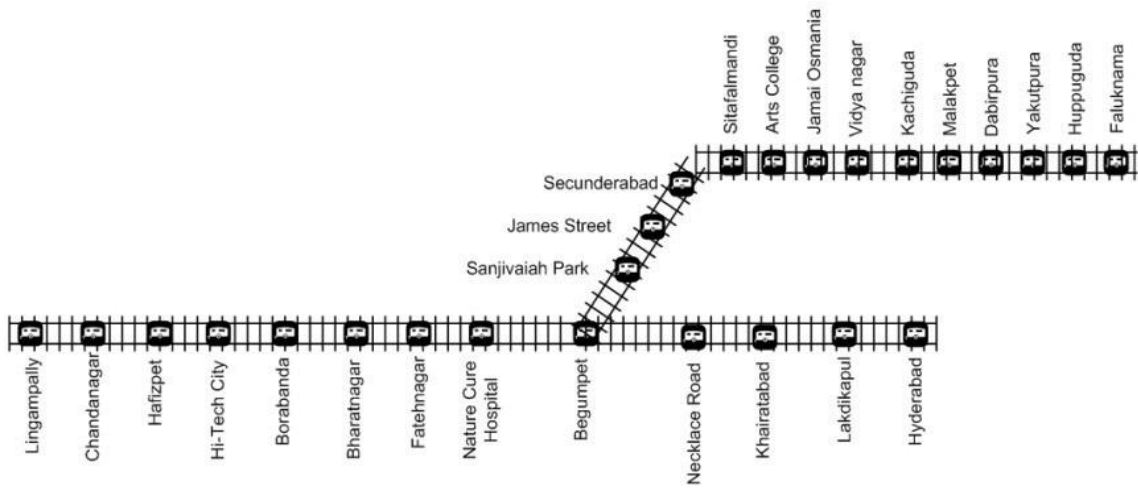 Sitafalmandi
Arts College
Jamai Osmania
Vidya nagar
Kachiguda
Malakpet
Dabirpura
Yakutpura
Huppuguda
Faluknama
Secunderabad
James Street
Sanjivaiah Park
Lingampally
Chandanagar
Hafizpet
Hi-Tech City
Borabanda
Bharatnagar
Fatehnagar
Nature Cure
Hospital
Begumpet
Necklace Road
Khairatabad
Lakdikapul
Hyderabad